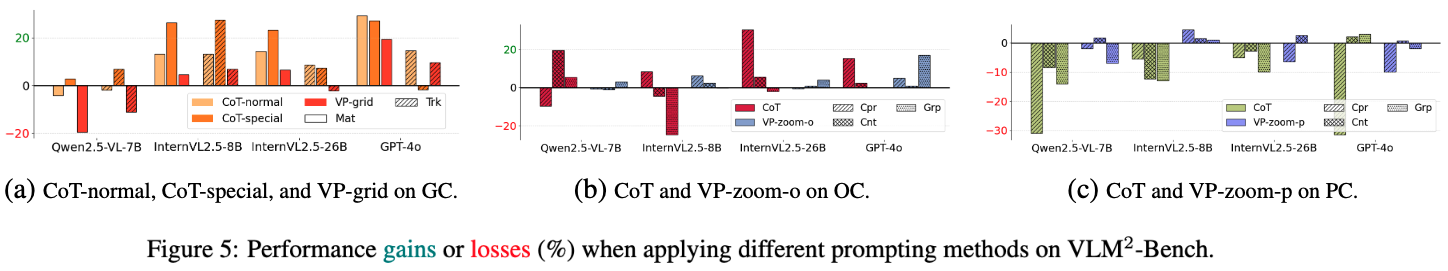 20
0
−20
CoT-normal
CoT-special
VP-grid
Mat
Trk
Qwen2.5-VL-7B InternVL2.5-8B InternVL2.5-26B GPT-4o
(a) CoT-normal, CoT-special, and VP-grid on GC.
20
0
−20
CoT
VP-zoom-o
Cpr
Cnt
Grp
Qwen2.5-VL-7B InternVL2.5-8B InternVL2.5-26B GPT-4o
(b) CoT and VP-zoom-o on OC.
0
−10
−20
−30
CoT
VP-zoom-p
Cpr
Cnt
Grp
Qwen2.5-VL-7B InternVL2.5-8B InternVL2.5-26B GPT-4o
(c) CoT and VP-zoom-p on PC.
Figure 5: Performance gains or losses (%) when applying different prompting methods on VLM²-Bench.